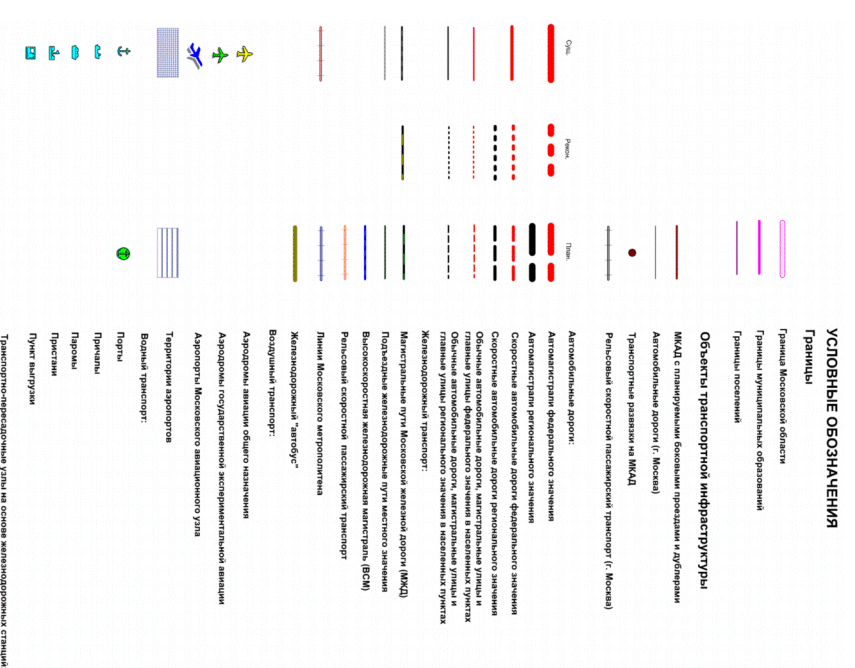 УСЛОВНЫЕ ОБОЗНАЧЕНИЯ
Границы
Граница Московской области
Границы муниципальных образований
Границы поселений
Объекты транспортной инфраструктуры
МКАД с планируемыми боковыми проездами и дублерами
Автомобильные дороги (г. Москва)
Транспортные развязки на МКАД
Рельсовый скоростной пассажирский транспорт (г. Москва)
Сущ. Рекон. План.
Автомобильные дороги:
Автомагистрали федерального значения
Автомагистрали регионального значения
Скоростные автомобильные дороги федерального значения
Скоростные автомобильные дороги регионального значения
Обычные автомобильные дороги, магистральные улицы и
главные улицы федерального значения в населенных пунктах
Обычные автомобильные дороги, магистральные улицы и
главные улицы регионального значения в населенных пунктах
Железнодорожный транспорт:
Магистральные пути Московской железной дороги (МЖД)
Подъездные железнодорожные пути местного значения
Высокоскоростная железнодорожная магистраль (ВСМ)
Рельсовый скоростной пассажирский транспорт
Линии Московского метрополитена
Железнодорожный "автобус"
Воздушный транспорт:
Аэродромы авиации общего назначения
Аэродромы государственной экспериментальной авиации
Аэропорты Московского авиационного узла
Территории аэропортов
Водный транспорт:
Порты
Причалы
Паромы
Пристани
Пункт выгрузки
Транспортно-пересадочные узлы на основе железнодорожных станций